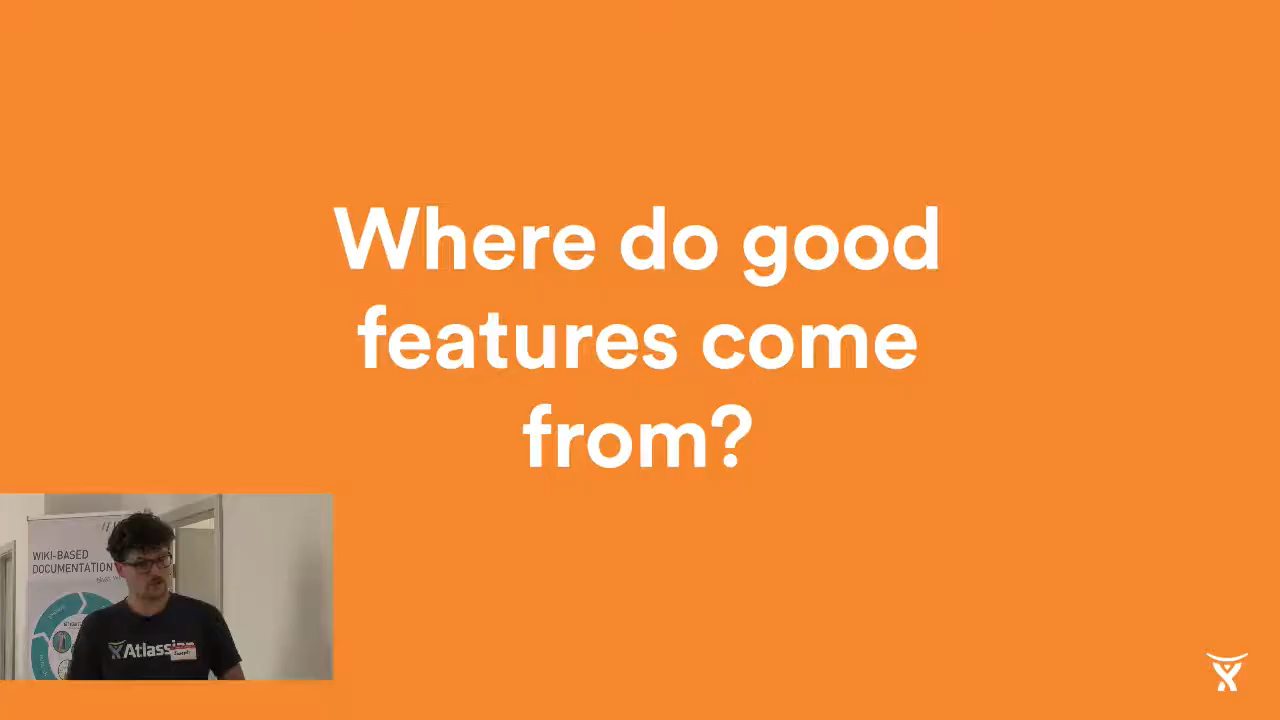 Where do good
features come
from?
WIKI-BASED
DOCUMENTATION
Atlassian